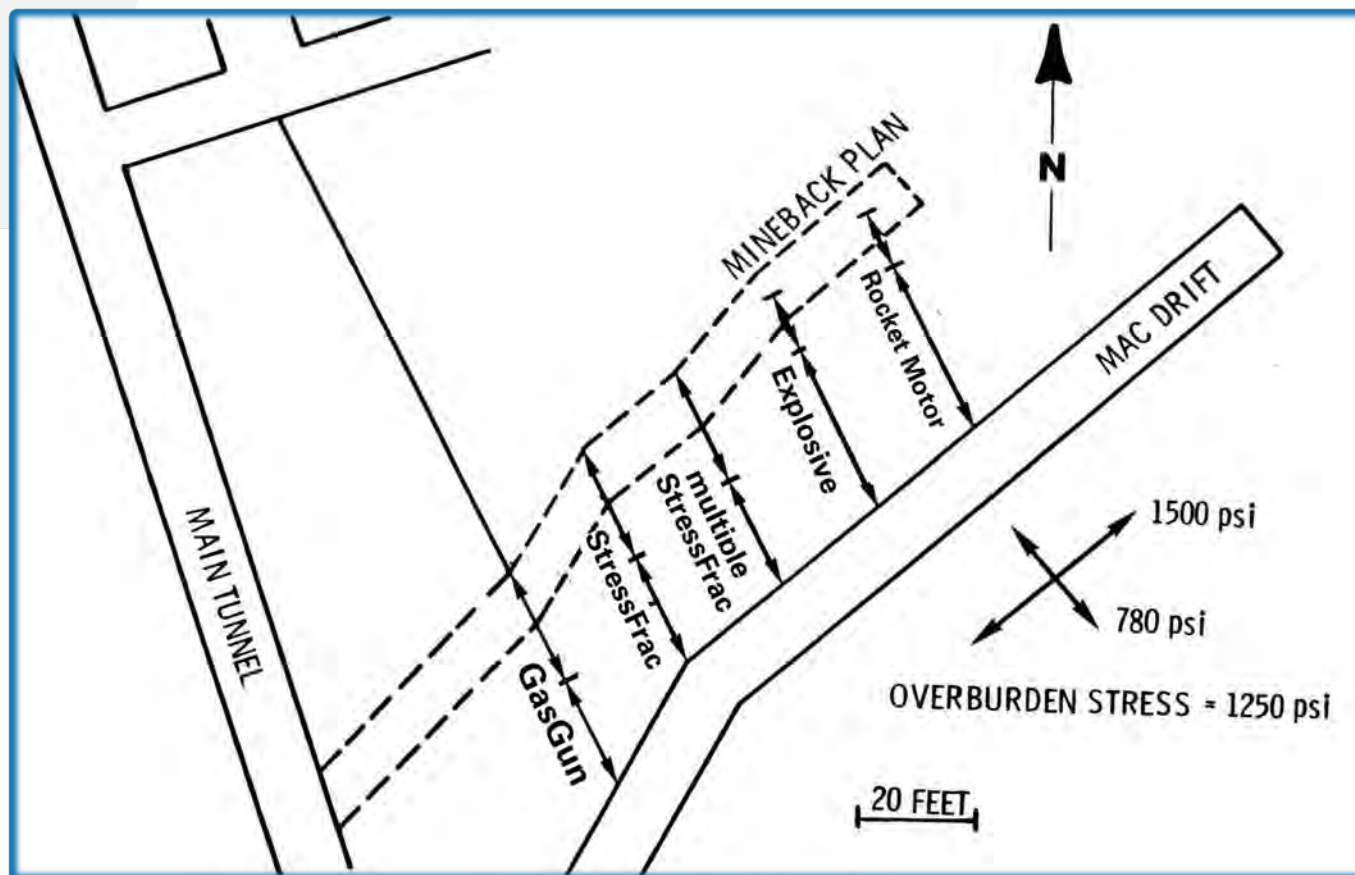 MINEBACK PLAN
N
Rocket Motor
MAC DRIFT
Explosive
multiple
StressFrac
StressFrac
GasGun
MAIN TUNNEL
1500 psi
780 psi
OVERBURDEN STRESS = 1250 psi
20 FEET